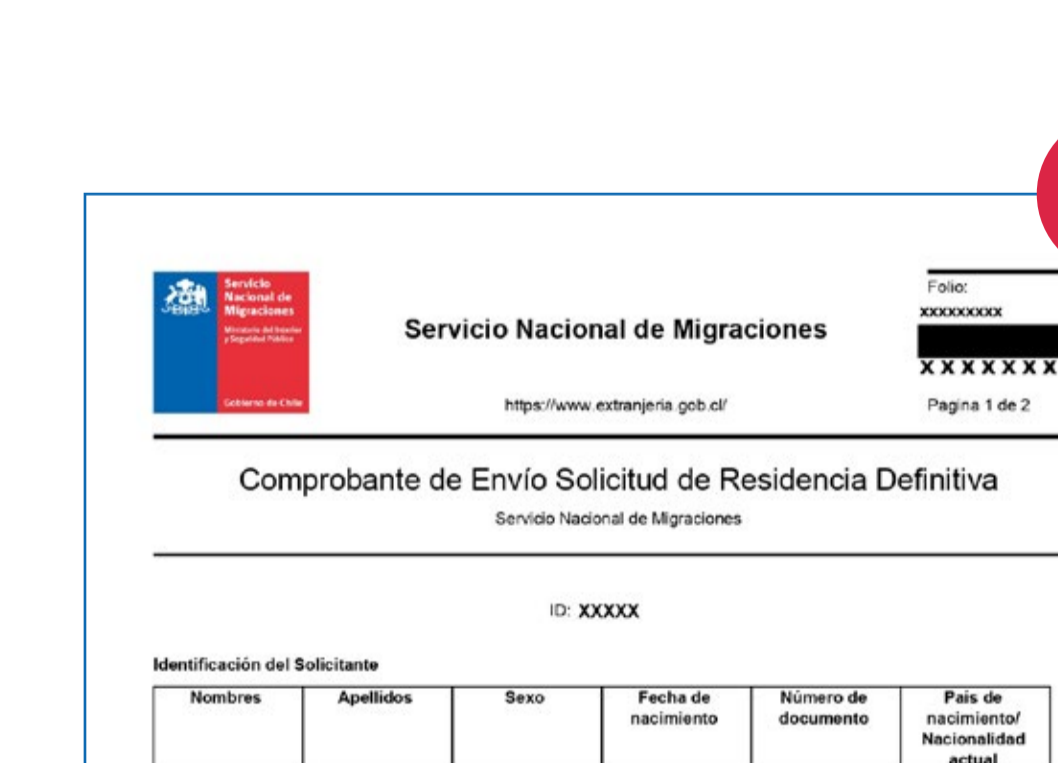 Servicio
Nacional de
Migraciones
Ministerio del Interior
y Seguridad Pública
Gobierno de Chile
Servicio Nacional de Migraciones
https://www.extranjeria.gob.cl/
Folio:
xxxxxxxxx
XXXXXXX
Pagina 1 de 2
Comprobante de Envío Solicitud de Residencia Definitiva
Servicio Nacional de Migraciones
ID: XXXXX
Identificación del Solicitante
Nombres
Apellidos
Sexo
Fecha de
nacimiento
Número de
documento
País de
nacimiento/
Nacionalidad
actual